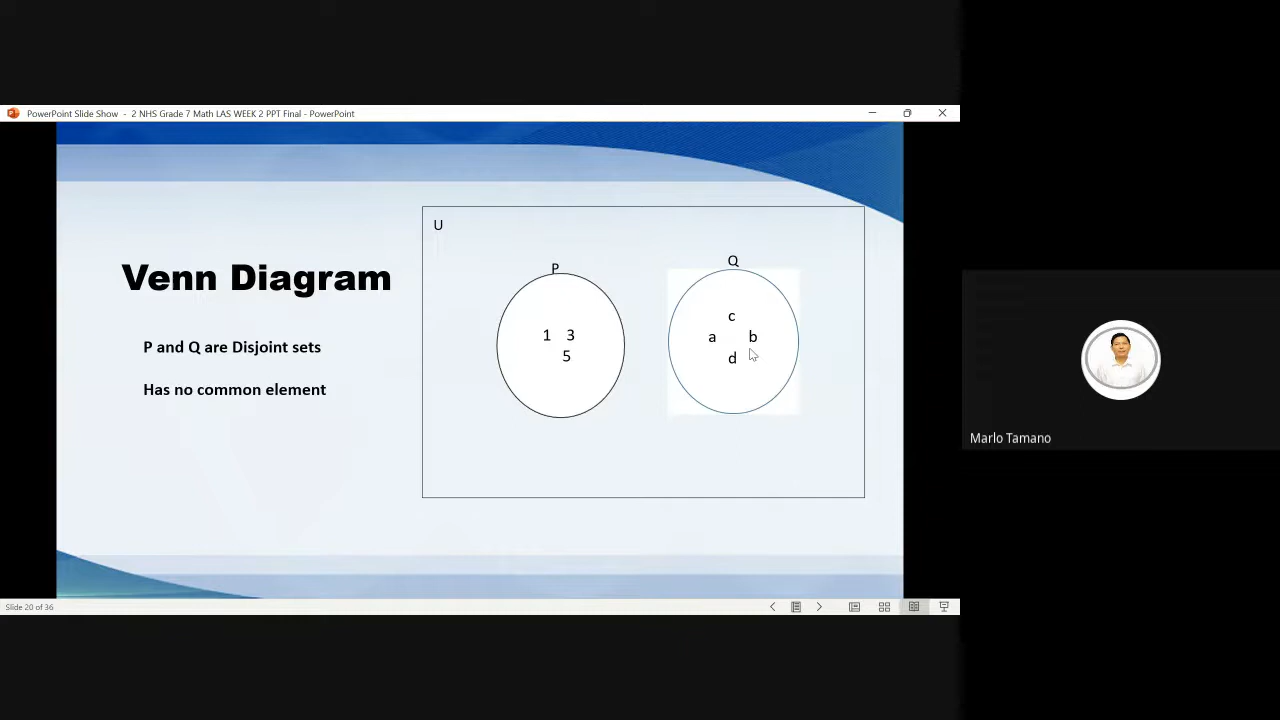 PowerPoint Slide Show - 2 NHS Grade 7 Math LAS WEEK 2 PPT Final - PowerPoint
U
Venn Diagram
P and Q are Disjoint sets
Has no common element
P
1 3
5
Q
c
a b
d
Marlo Tamano
Slide 20 of 36